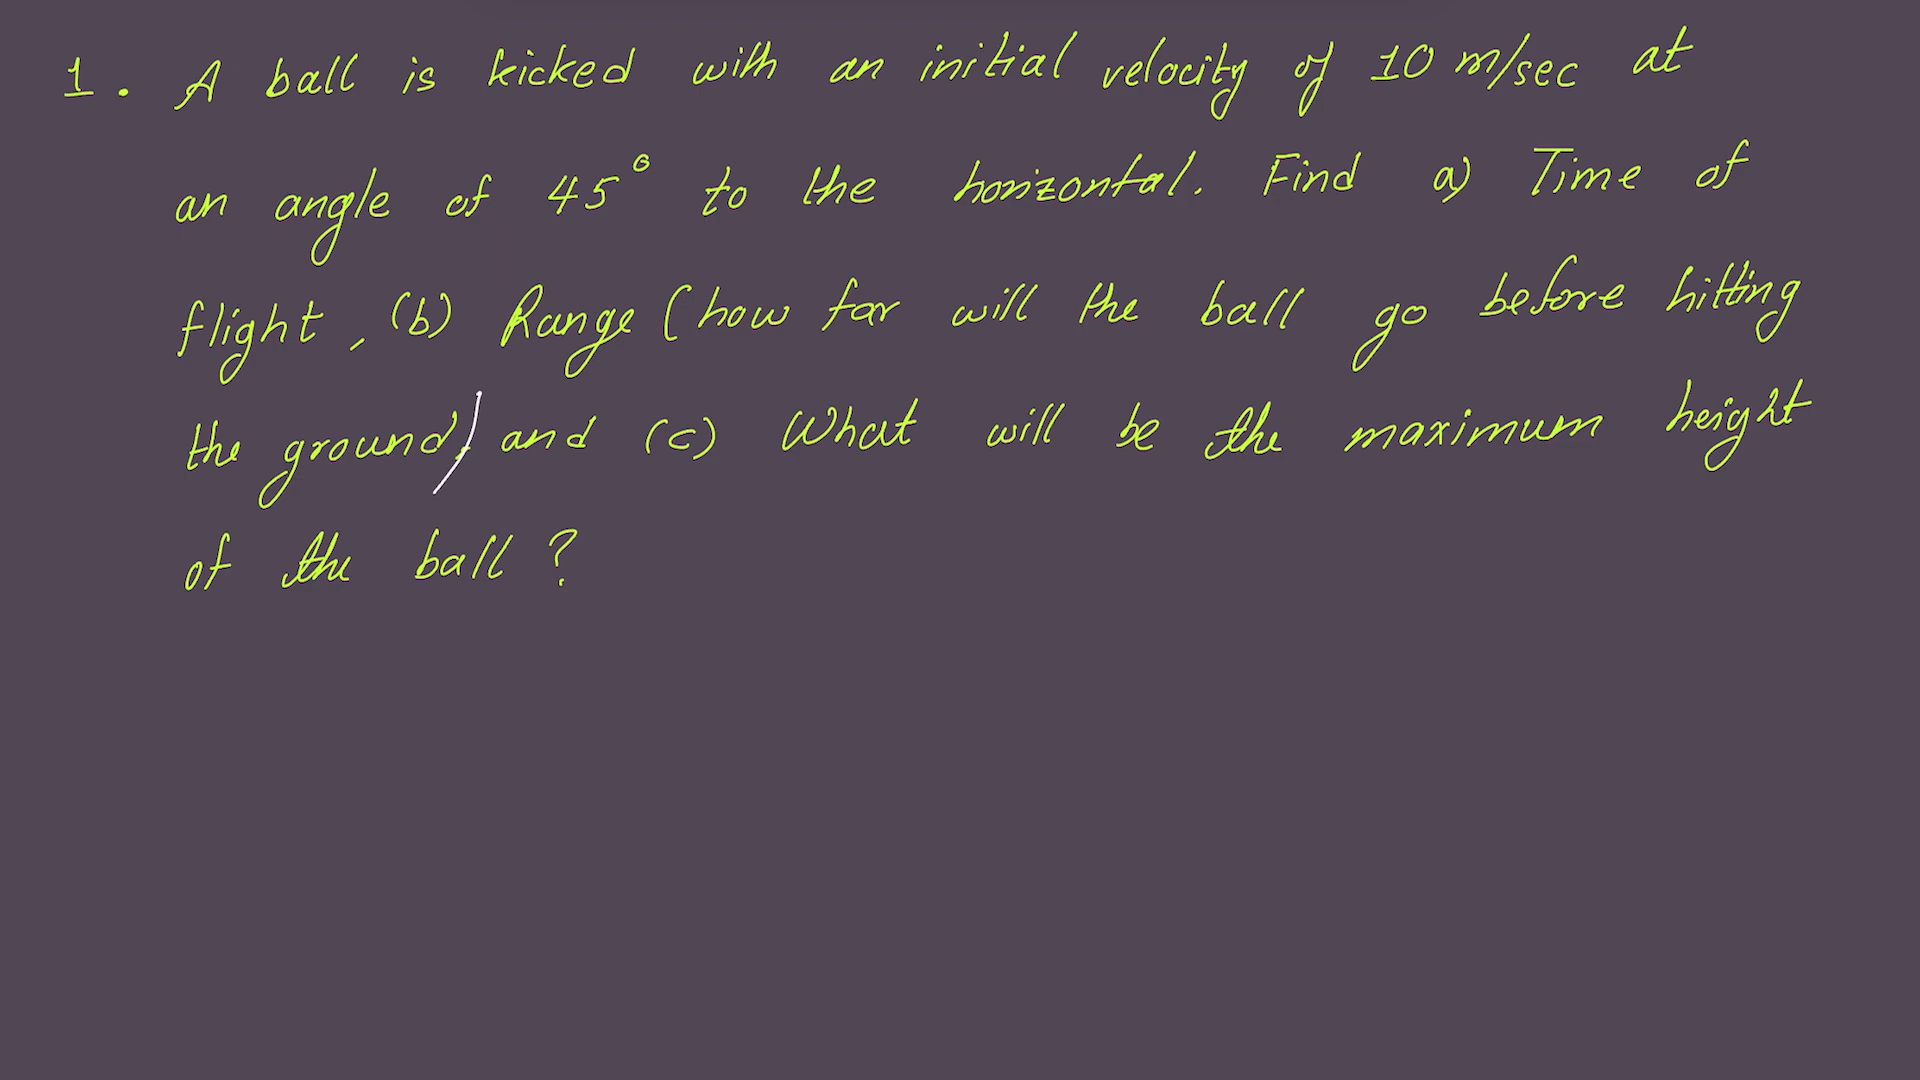 1. A ball is kicked with an initial velocity of 10 m/sec at
an angle of 45° to the horizontal. Find a) Time of
flight, (b) Range (how far will the ball go before hitting
the ground) and (c) What will be the maximum height
of the ball ?